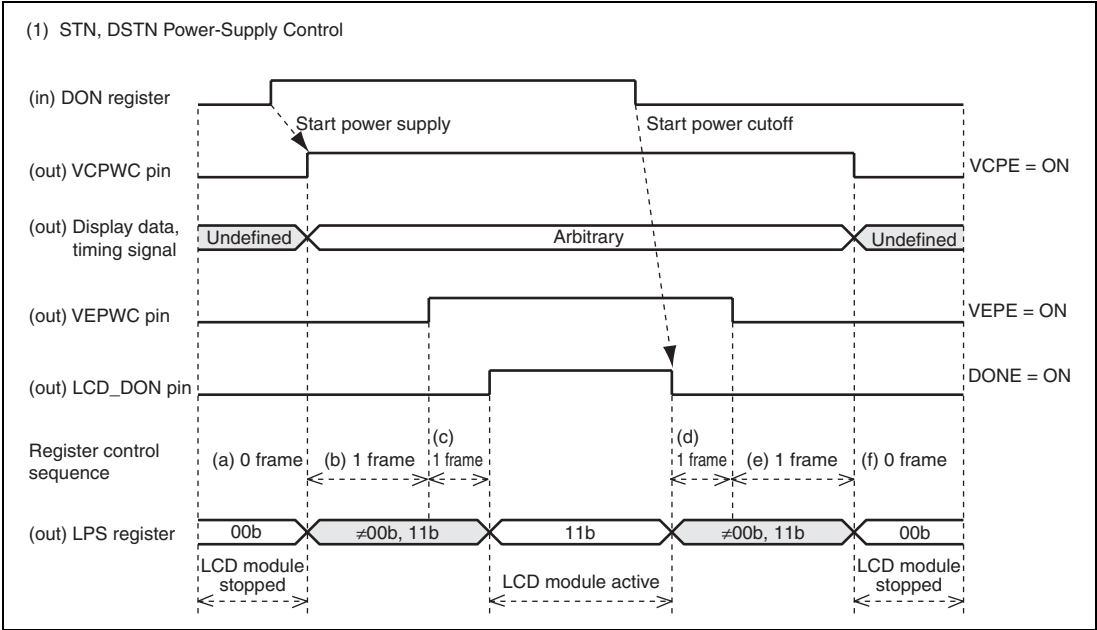 (1) STN, DSTN Power-Supply Control
(in) DON register
Start power supply
Start power cutoff
(out) VCPWC pin
VCPE = ON
(out) Display data,
timing signal
Undefined
Arbitrary
Undefined
(out) VEPWC pin
VEPE = ON
(out) LCD_DON pin
DONE = ON
Register control
sequence
(a) 0 frame
(b) 1 frame
(c)
1 frame
(d)
1 frame
(e) 1 frame
(f) 0 frame
(out) LPS register
00b
≠00b, 11b
11b
≠00b, 11b
00b
LCD module
stopped
LCD module active
LCD module
stopped